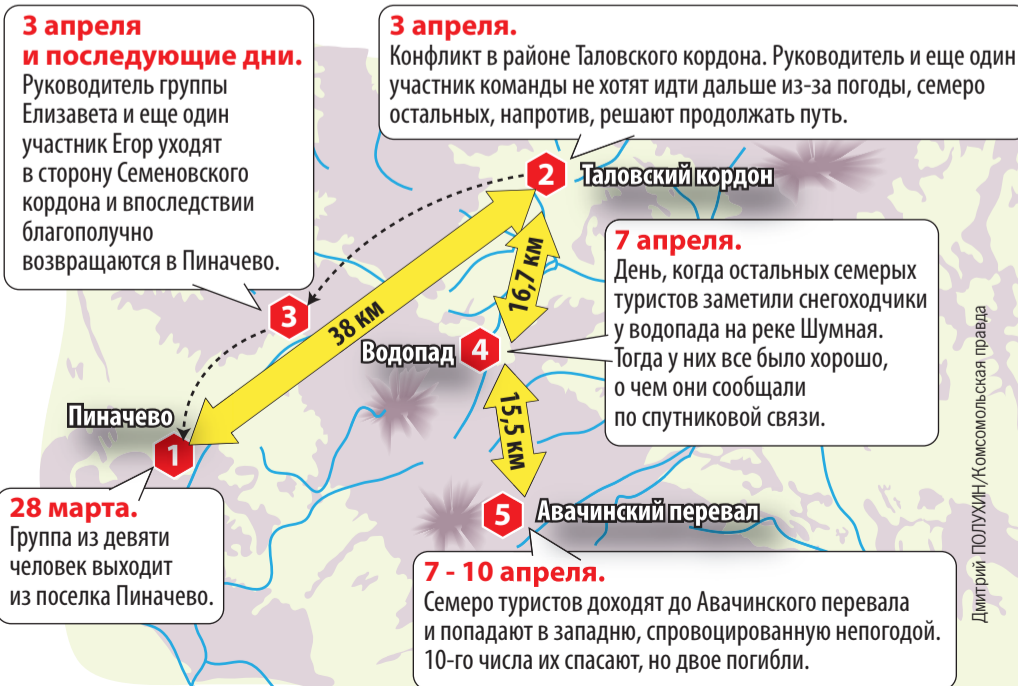 3 апреля
и последующие дни.
Руководитель группы
Елизавета и еще один
участник Егор уходят
в сторону Семеновского
кордона и впоследствии
благополучно
возвращаются в Пиначево.
3 апреля.
Конфликт в районе Таловского кордона. Руководитель и еще один
участник команды не хотят идти дальше из-за погоды, семеро
остальных, напротив, решают продолжать путь.
2
Таловский кордон
7 апреля.
День, когда остальных семерых
туристов заметили снегоходчики
у водопада на реке Шумная.
Тогда у них все было хорошо,
о чем они сообщали
по спутниковой связи.
16,7 км
3
38 км
Водопад
4
15,5 км
Пиначево
1
28 марта.
Группа из девяти
человек выходит
из поселка Пиначево.
5
Авачинский перевал
7 - 10 апреля.
Семеро туристов доходят до Авачинского перевала
и попадают в западню, спровоцированную непогодой.
10-го числа их спасают, но двое погибли.
Дмитрий ПОЛУХИН/Комсомольская правда